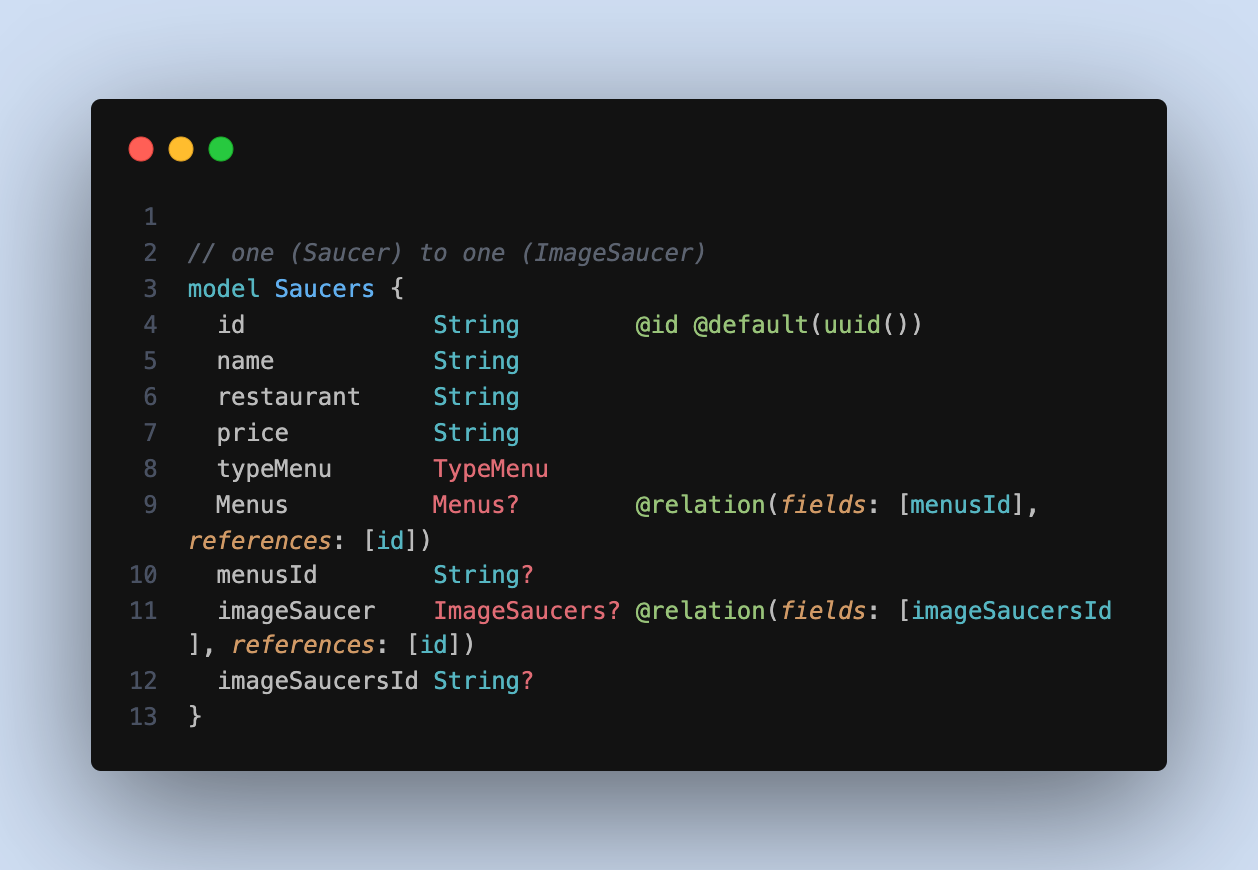 1
2 // one (Saucer) to one (ImageSaucer)
3 model Saucers {
4   id             String        @id @default(uuid())
5   name           String
6   restaurant     String
7   price          String
8   typeMenu       TypeMenu
9   Menus          Menus?        @relation(fields: [menusId],
references: [id])
10   menusId        String?
11   imageSaucer    ImageSaucers? @relation(fields: [imageSaucersId
], references: [id])
12   imageSaucersId String?
13 }